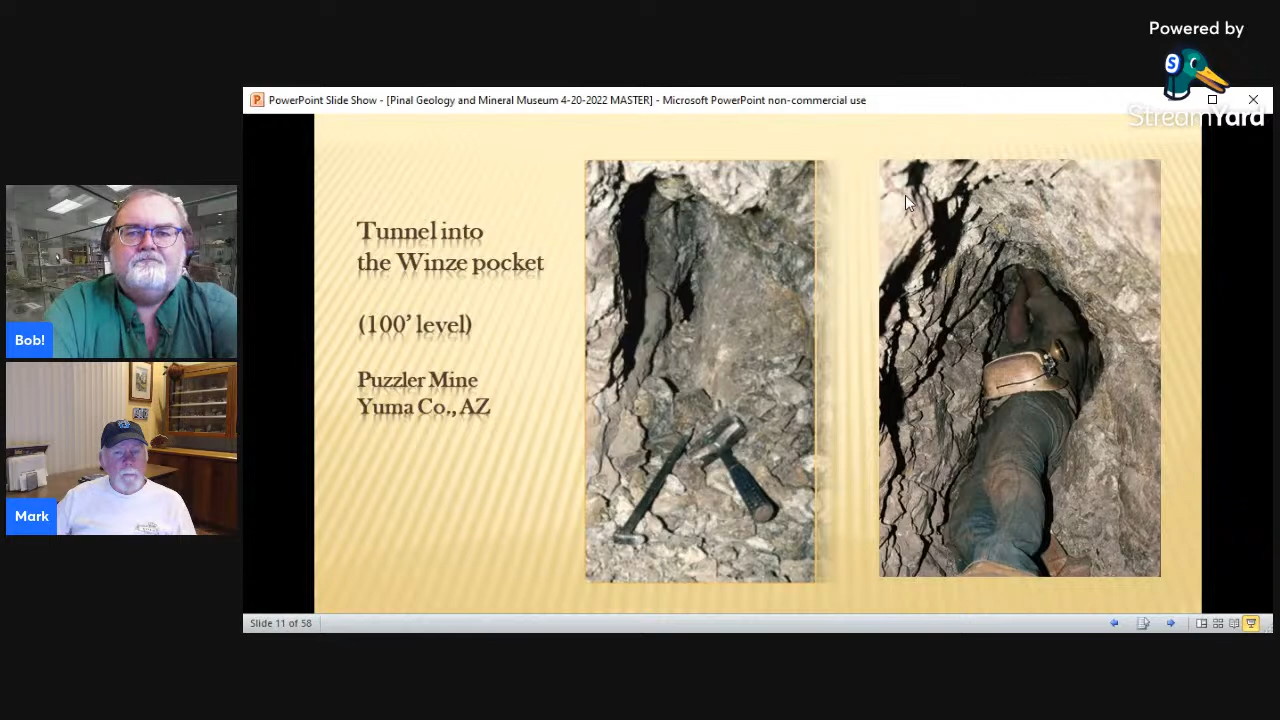 Powered by
StreamYard
PowerPoint Slide Show - [Pinal Geology and Mineral Museum 4-20-2022 MASTER] - Microsoft PowerPoint non-commercial use
Tunnel into
the Winze pocket
(100' level)
Puzzler Mine
Yuma Co., AZ
Bob!
Mark
Slide 11 of 58